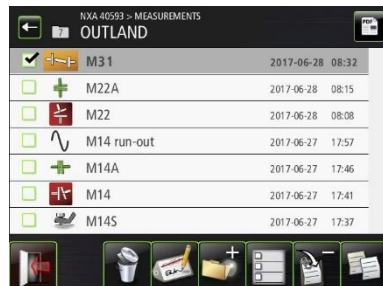 NXA 40593 > MEASUREMENTS
7 OUTLAND
PDF
M31 2017-06-28 08:32
M22A 2017-06-28 08:15
M22 2017-06-28 08:08
M14 run-out 2017-06-27 17:57
M14A 2017-06-27 17:46
M14 2017-06-27 17:41
M14S 2017-06-27 17:37